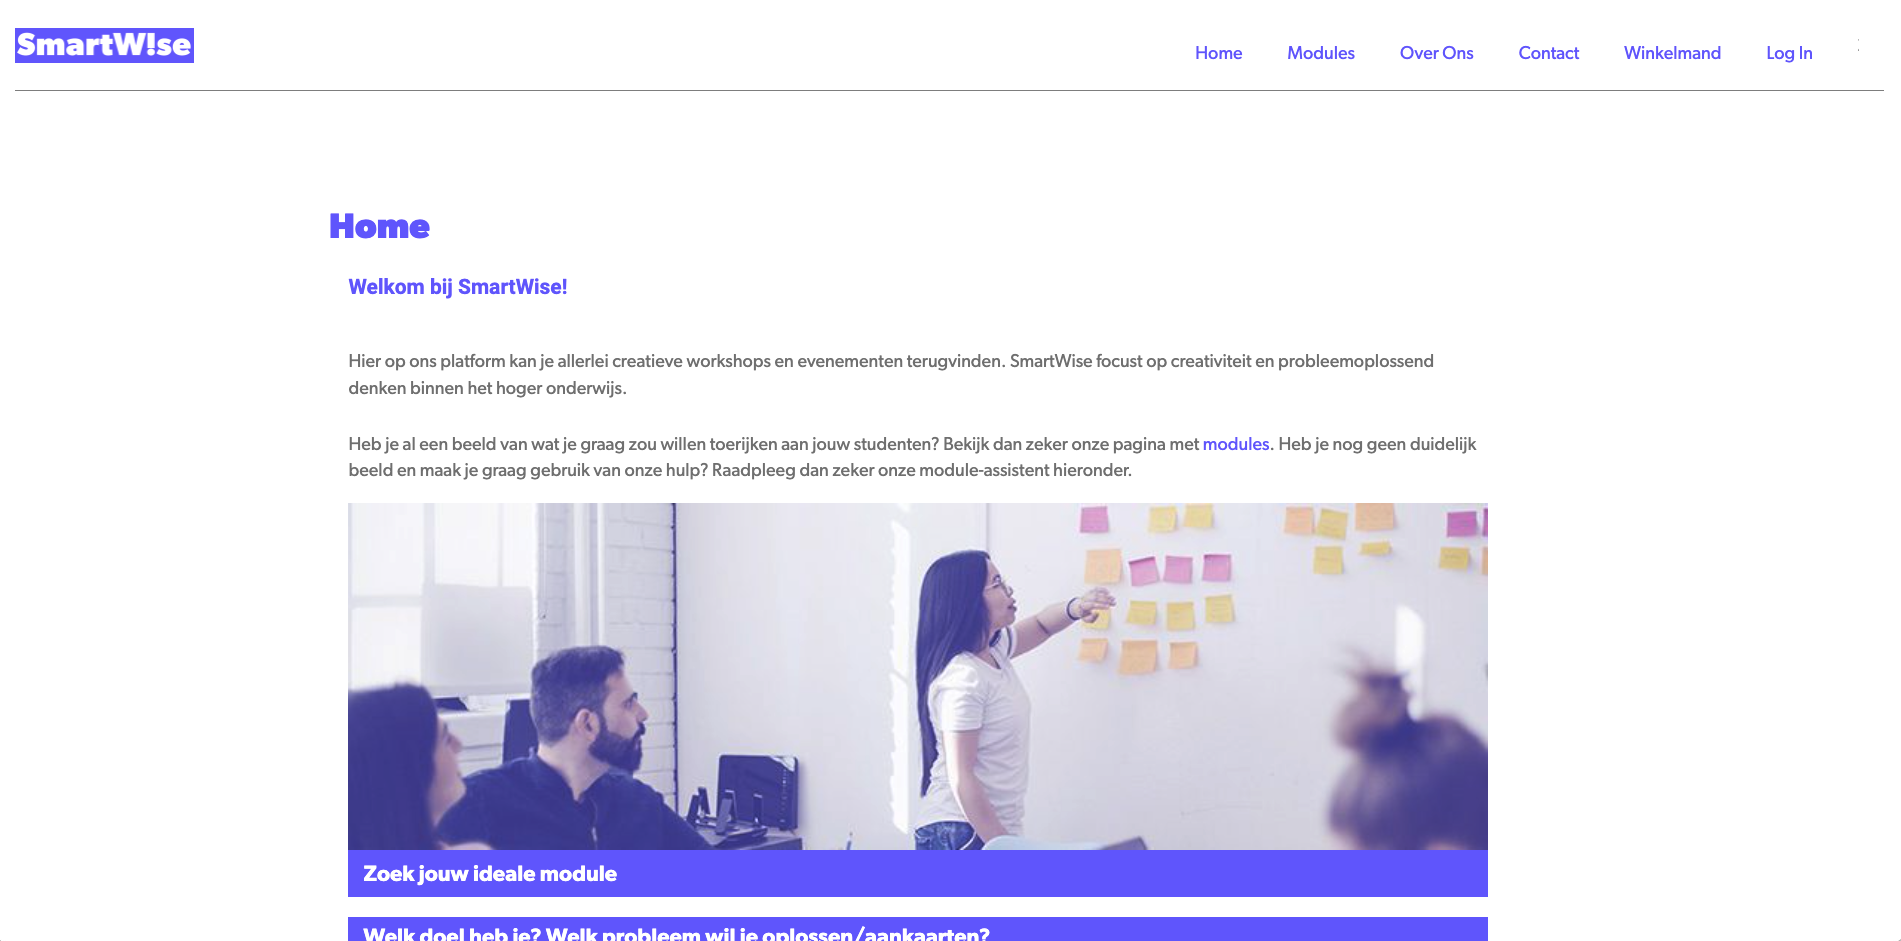 SmartW!se
Home
Modules
Over Ons
Contact
Winkelmand
Log In
Home
Welkom bij SmartWise!
Hier op ons platform kan je allerlei creatieve workshops en evenementen terugvinden. SmartWise focust op creativiteit en probleemoplossend
denken binnen het hoger onderwijs.
Heb je al een beeld van wat je graag zou willen toerijken aan jouw studenten? Bekijk dan zeker onze pagina met modules. Heb je nog geen duidelijk
beeld en maak je graag gebruik van onze hulp? Raadpleeg dan zeker onze module-assistent hieronder.
Zoek jouw ideale module
Welk doel heb je? Welk probleem wil je oplossen/aankaarten?